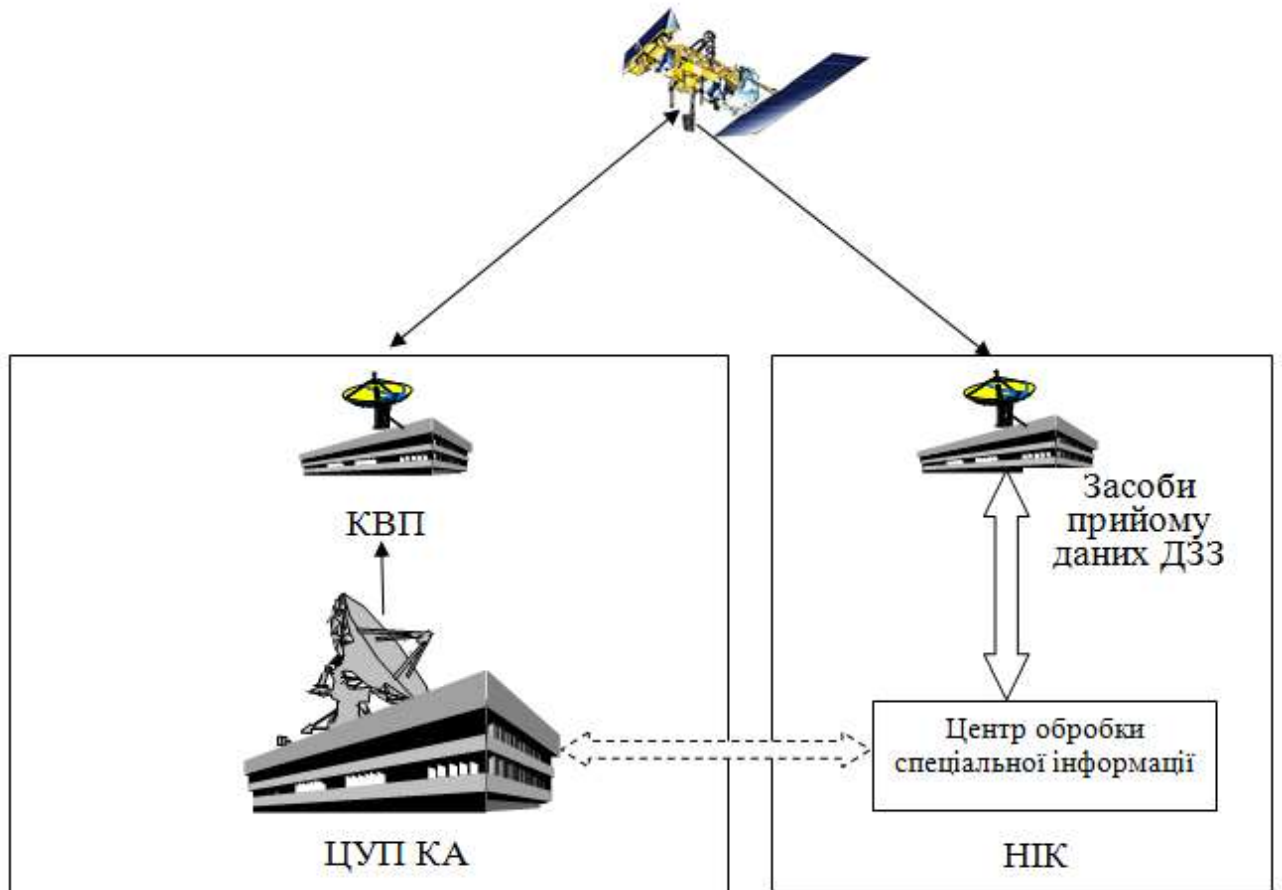 КВП
ЦУП КА
Засоби
прийому
даних ДЗЗ
Центр обробки
спеціальної інформації
НІК